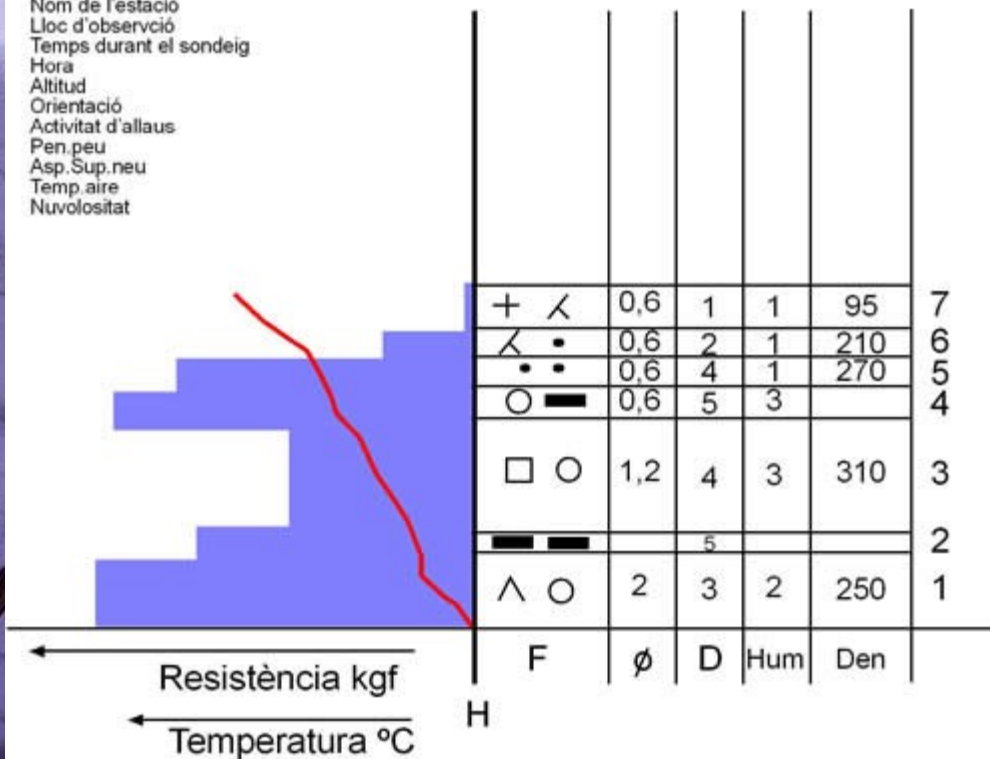 Nom de l'estació
Lloc d'observció
Temps durant el sondeig
Hora
Altitud
Orientació
Activitat d'allaus
Pen.peu
Asp.Sup.neu
Temp.aire
Nuvolositat
+ 0,6 1 1 95 7
• 0,6 2 1 210 6
• • 0,6 4 1 270 5
0,6 5 3 4
1,2 4 3 310 3
5 2
2 3 2 250 1
F ø D Hum Den
Resistència kgf
H
Temperatura ºC